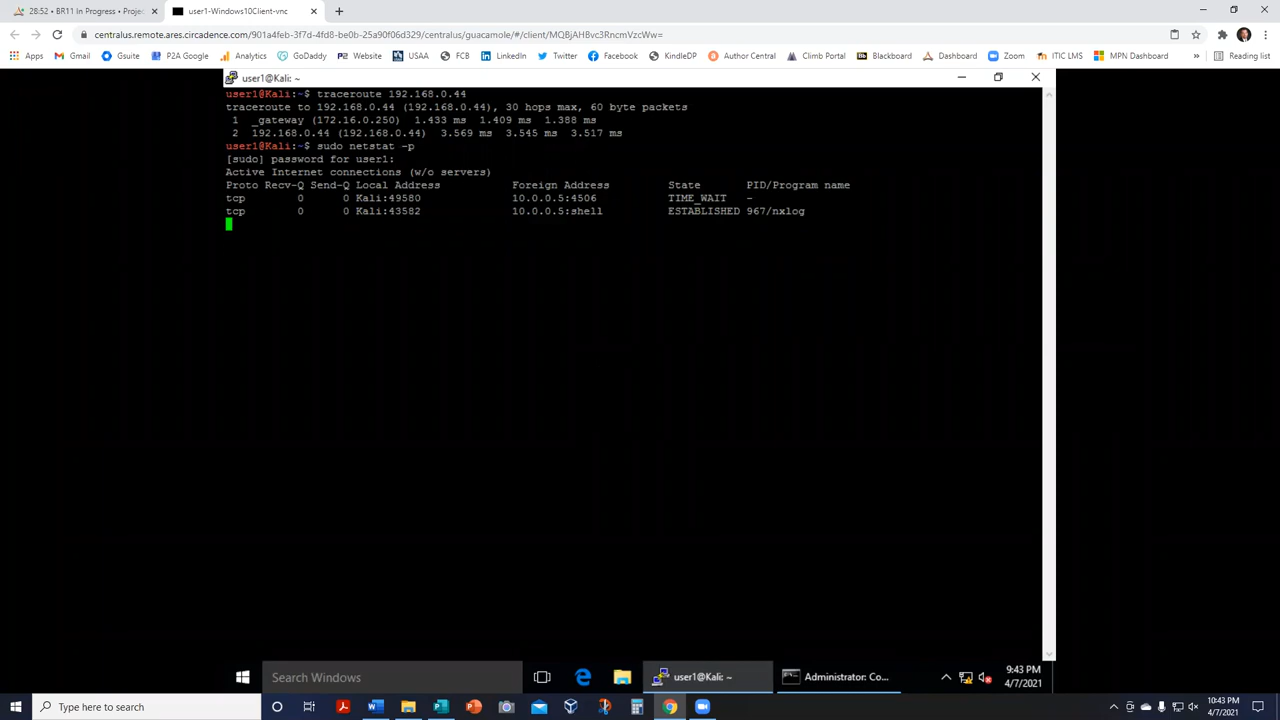 28:52 • BR11 In Progress • Projec
user1-Windows10Client-vnc
centralus.remote.ares.circadence.com/901a4feb-3f7d-4fd8-be0b-25a90f06d329/centralus/guacamole/#/client/MQBjAHBvc3RncmVzcWw=
Apps
Gmail
Gsuite
P2A Google
Analytics
GoDaddy
Website
USAA
FCB
LinkedIn
Twitter
Facebook
KindleDP
Author Central
Climb Portal
Blackboard
Dashboard
Zoom
ITIC LMS
MPN Dashboard
»
Reading list
user1@Kali: ~
user1@Kali:~$ traceroute 192.168.0.44
traceroute to 192.168.0.44 (192.168.0.44), 30 hops max, 60 byte packets
1 _gateway (172.16.0.250) 1.433 ms 1.409 ms 1.388 ms
2 192.168.0.44 (192.168.0.44) 3.569 ms 3.545 ms 3.517 ms
user1@Kali:~$ sudo netstat -p
[sudo] password for user1:
Active Internet connections (w/o servers)
Proto Recv-Q Send-Q Local Address Foreign Address State PID/Program name
tcp 0 0 Kali:49580 10.0.0.5:4506 TIME_WAIT -
tcp 0 0 Kali:43582 10.0.0.5:shell ESTABLISHED 967/nxlog
Search Windows
user1@Kali: ~
Administrator: Co...
9:43 PM
4/7/2021
Type here to search
10:43 PM
4/7/2021